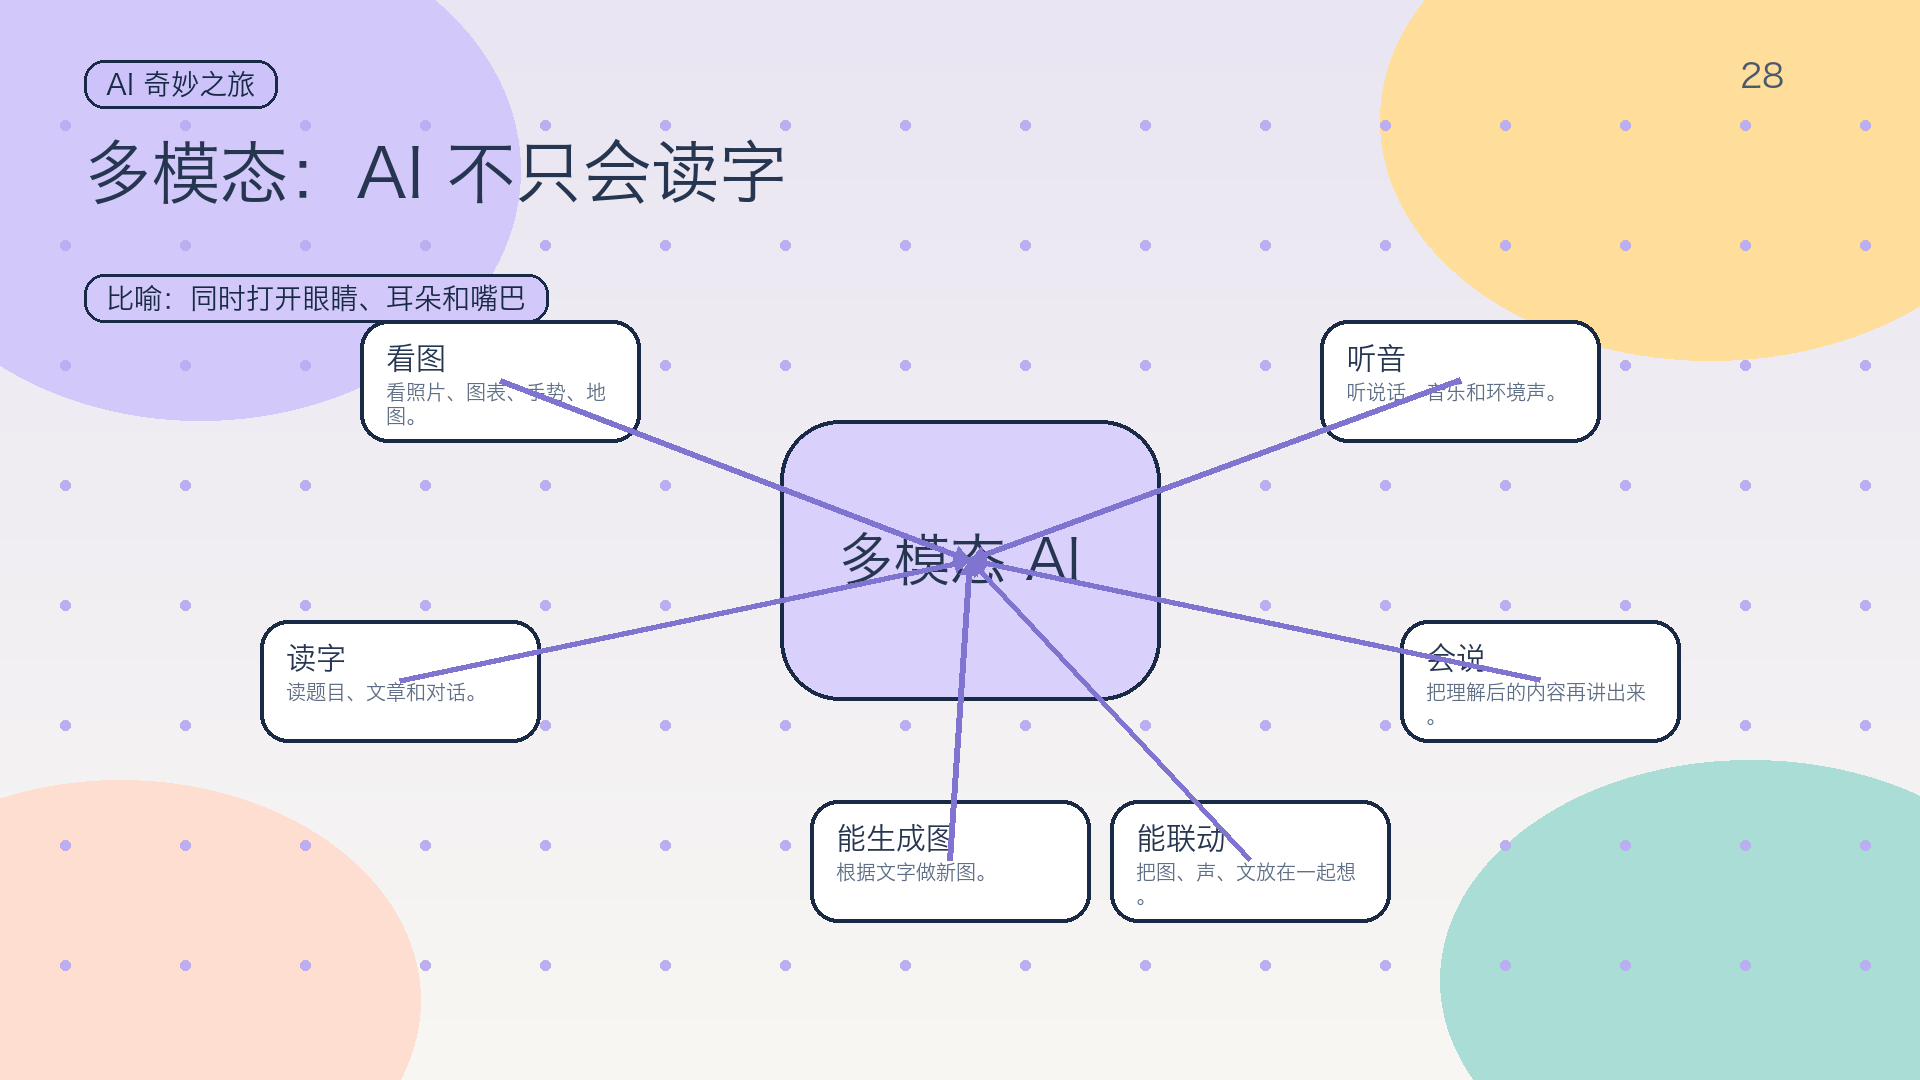 AI 奇妙之旅
28
多模态：AI 不只会读字
比喻：同时打开眼睛、耳朵和嘴巴
看图
看照片、图表、手势、地
图。
听音
听说话、音乐和环境声。
多模态 AI
读字
读题目、文章和对话。
会说
把理解后的内容再讲出来
。
能生成图
根据文字做新图。
能联动
把图、声、文放在一起想
。